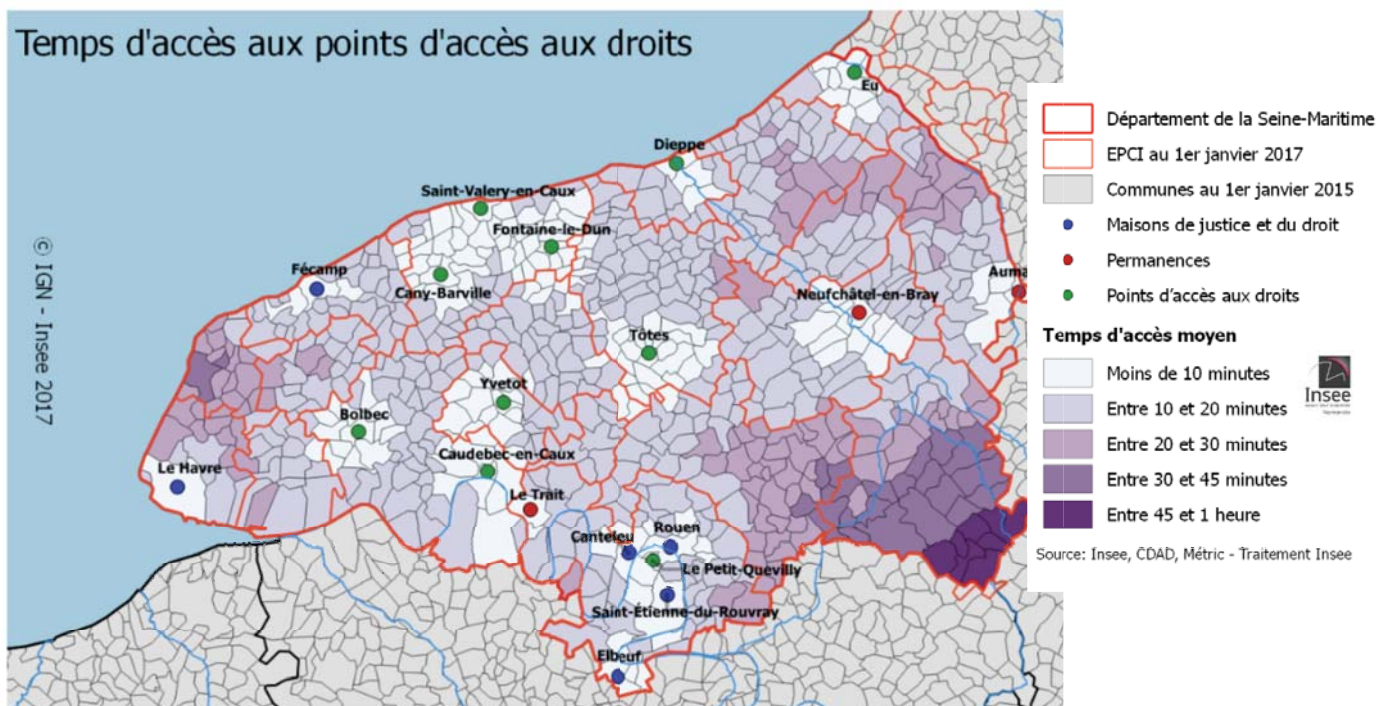 Temps d'accès aux points d'accès aux droits
Eu
Dieppe
Saint-Valery-en-Caux
Fontaine-le-Dun
Fécamp
Cany-Barville
Neufchâtel-en-Bray
Auma
Tôtes
Yvetot
Bolbec
Caudebec-en-Caux
Le Havre
Le Trait
Canteleu
Rouen
Le Petit-Quevilly
Saint-Étienne-du-Rouvray
Elbeuf
© IGN - Insee 2017
Département de la Seine-Maritime
EPCI au 1er janvier 2017
Communes au 1er janvier 2015
Maisons de justice et du droit
Permanences
Points d'accès aux droits
Temps d'accès moyen
Moins de 10 minutes
Entre 10 et 20 minutes
Entre 20 et 30 minutes
Entre 30 et 45 minutes
Entre 45 et 1 heure
Insee
Source: Insee, CDAD, Métric - Traitement Insee